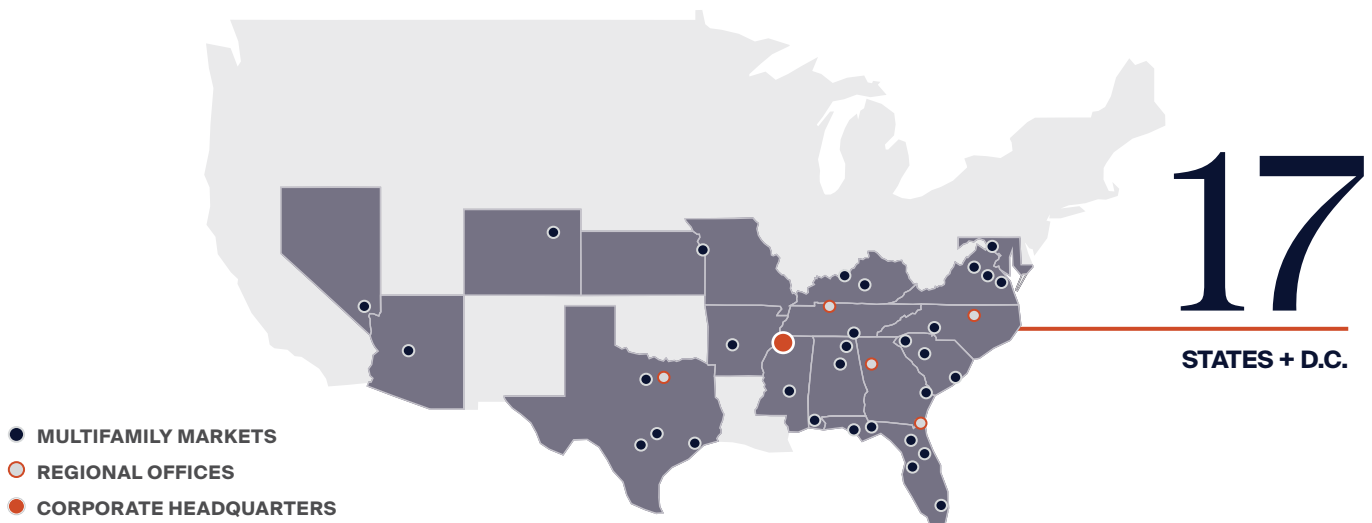 17
STATES + D.C.
MULTIFAMILY MARKETS
REGIONAL OFFICES
CORPORATE HEADQUARTERS